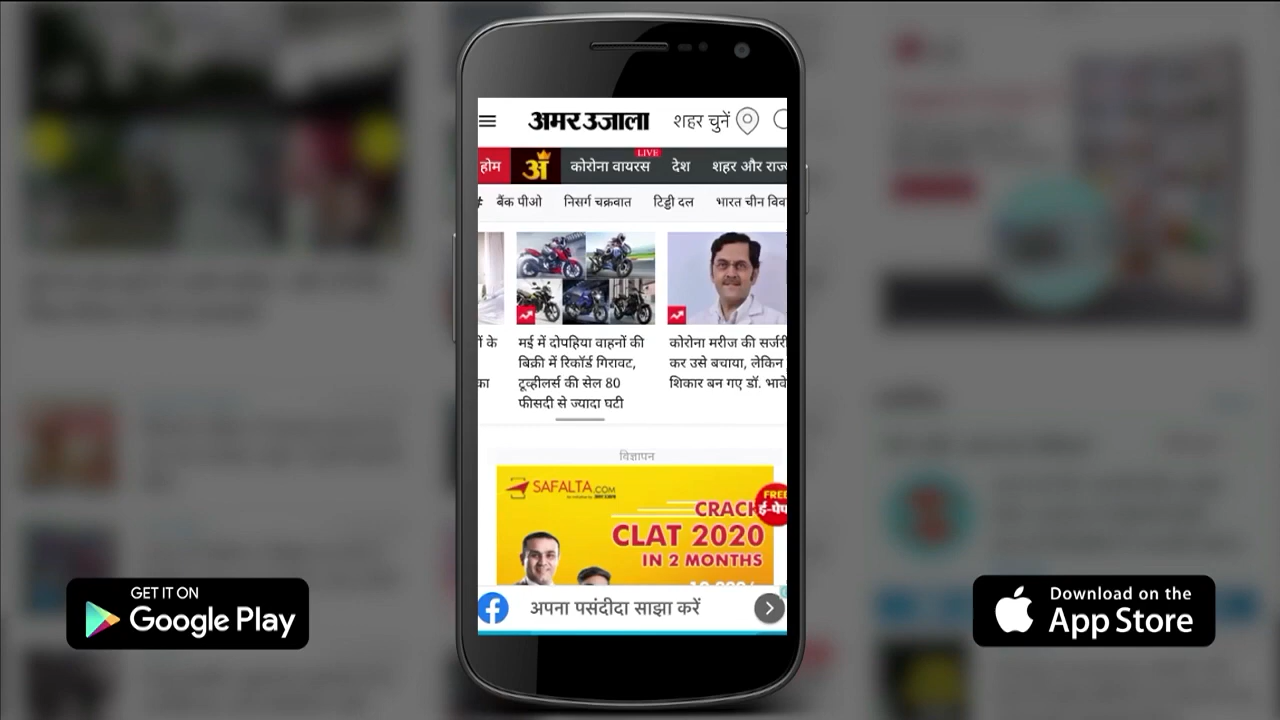 अमर उजाला शहर चुनें
होम अ कोरोना वायरस LIVE देश शहर और राज्
# बैंक पीओ निसर्ग चक्रवात टिड्डी दल भारत चीन विवा
मई में दोपहिया वाहनों की
बिक्री में रिकॉर्ड गिरावट,
टूव्हीलर्स की सेल 80
फीसदी से ज्यादा घटी
कोरोना मरीज की सर्जरी
कर उसे बचाया, लेकिन
शिकार बन गए डॉ. भावे
विज्ञापन
SAFALTA.COM
CRACK
CLAT 2020
IN 2 MONTHS
FREE
ई-पेप
अपना पसंदीदा साझा करें
GET IT ON
Google Play
Download on the
App Store